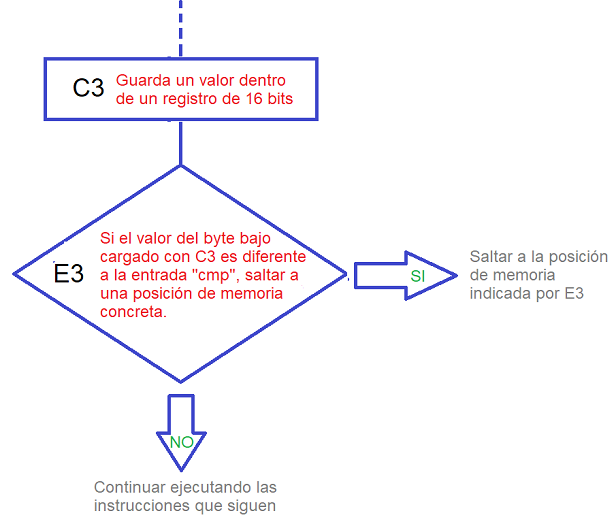 C3 Guarda un valor dentro
de un registro de 16 bits
Si el valor del byte bajo
cargado con C3 es diferente
E3 a la entrada "cmp", saltar a
una posición de memoria
concreta.
SI
Saltar a la posición
de memoria
indicada por E3
NO
Continuar ejecutando las
instrucciones que siguen